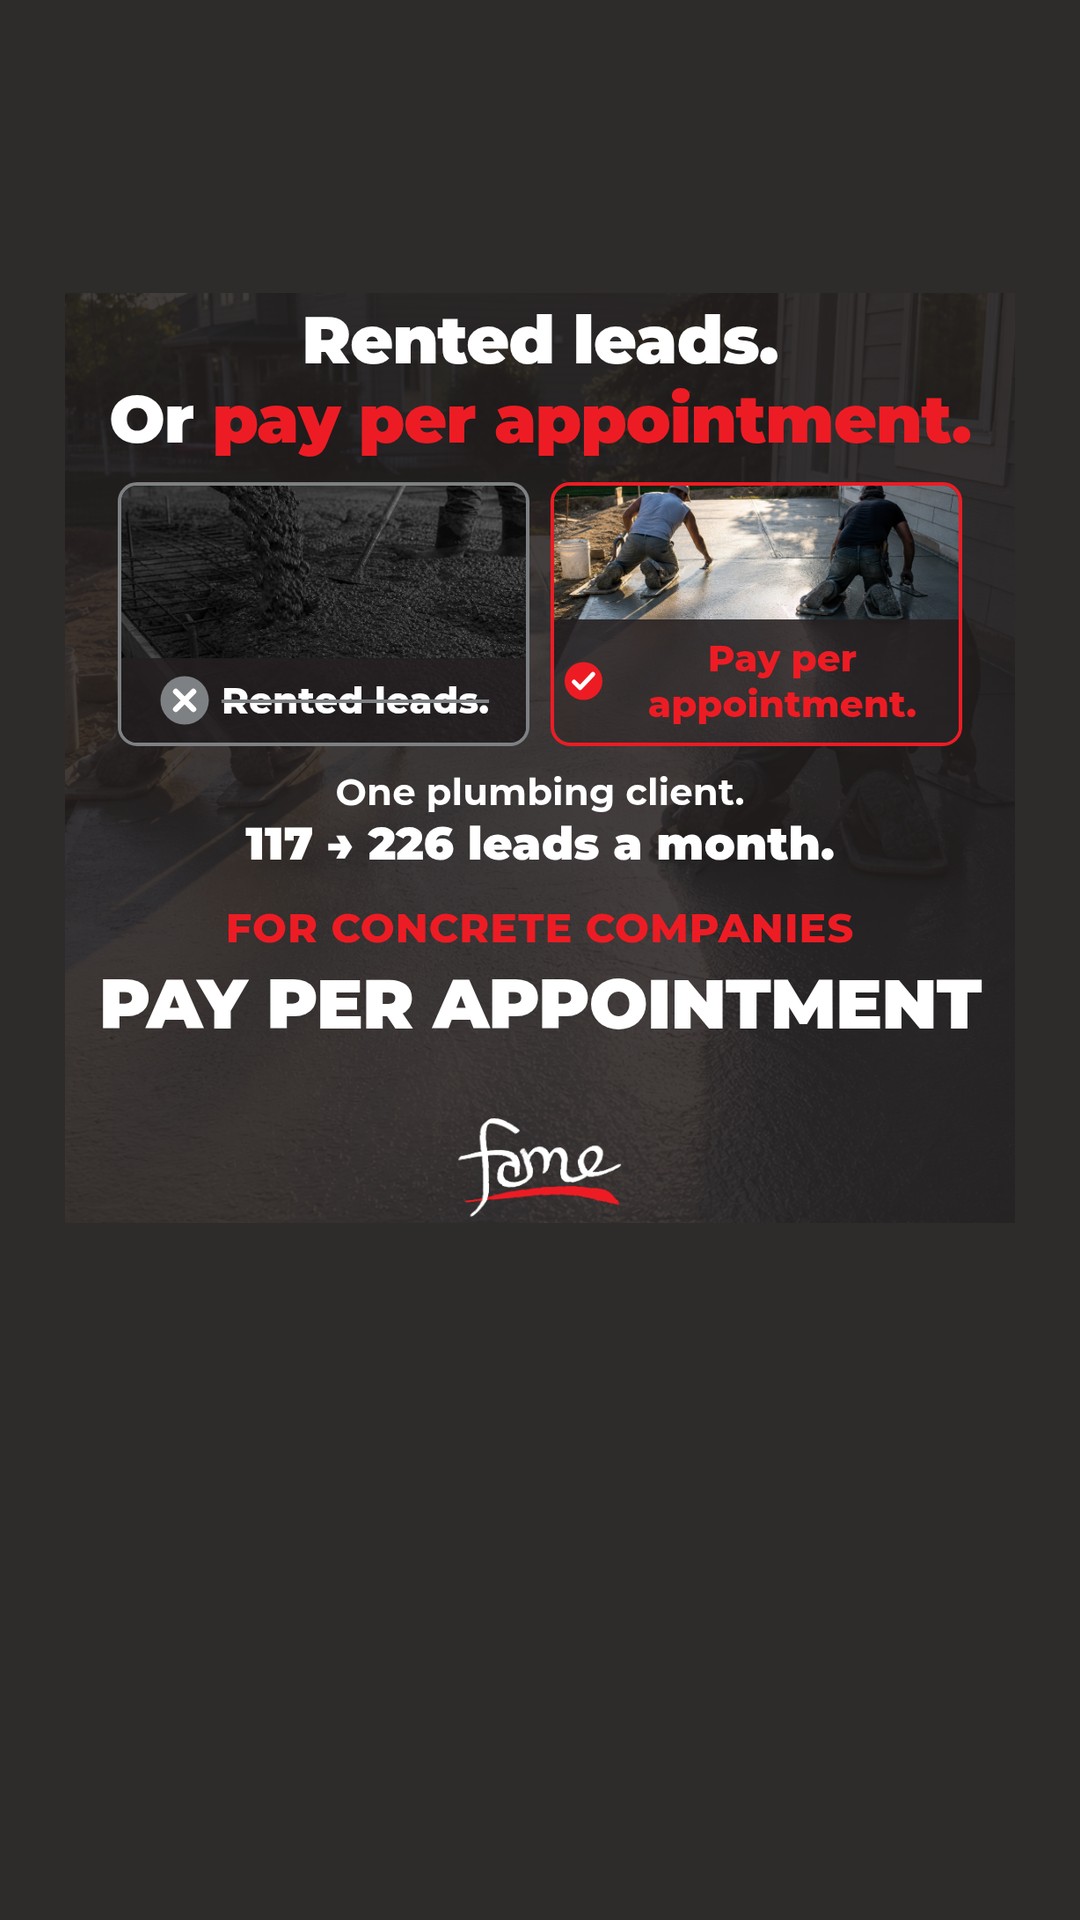 Rented leads.
Or pay per appointment.
Rented leads.
Pay per
appointment.
One plumbing client.
117 → 226 leads a month.
FOR CONCRETE COMPANIES
PAY PER APPOINTMENT
fame